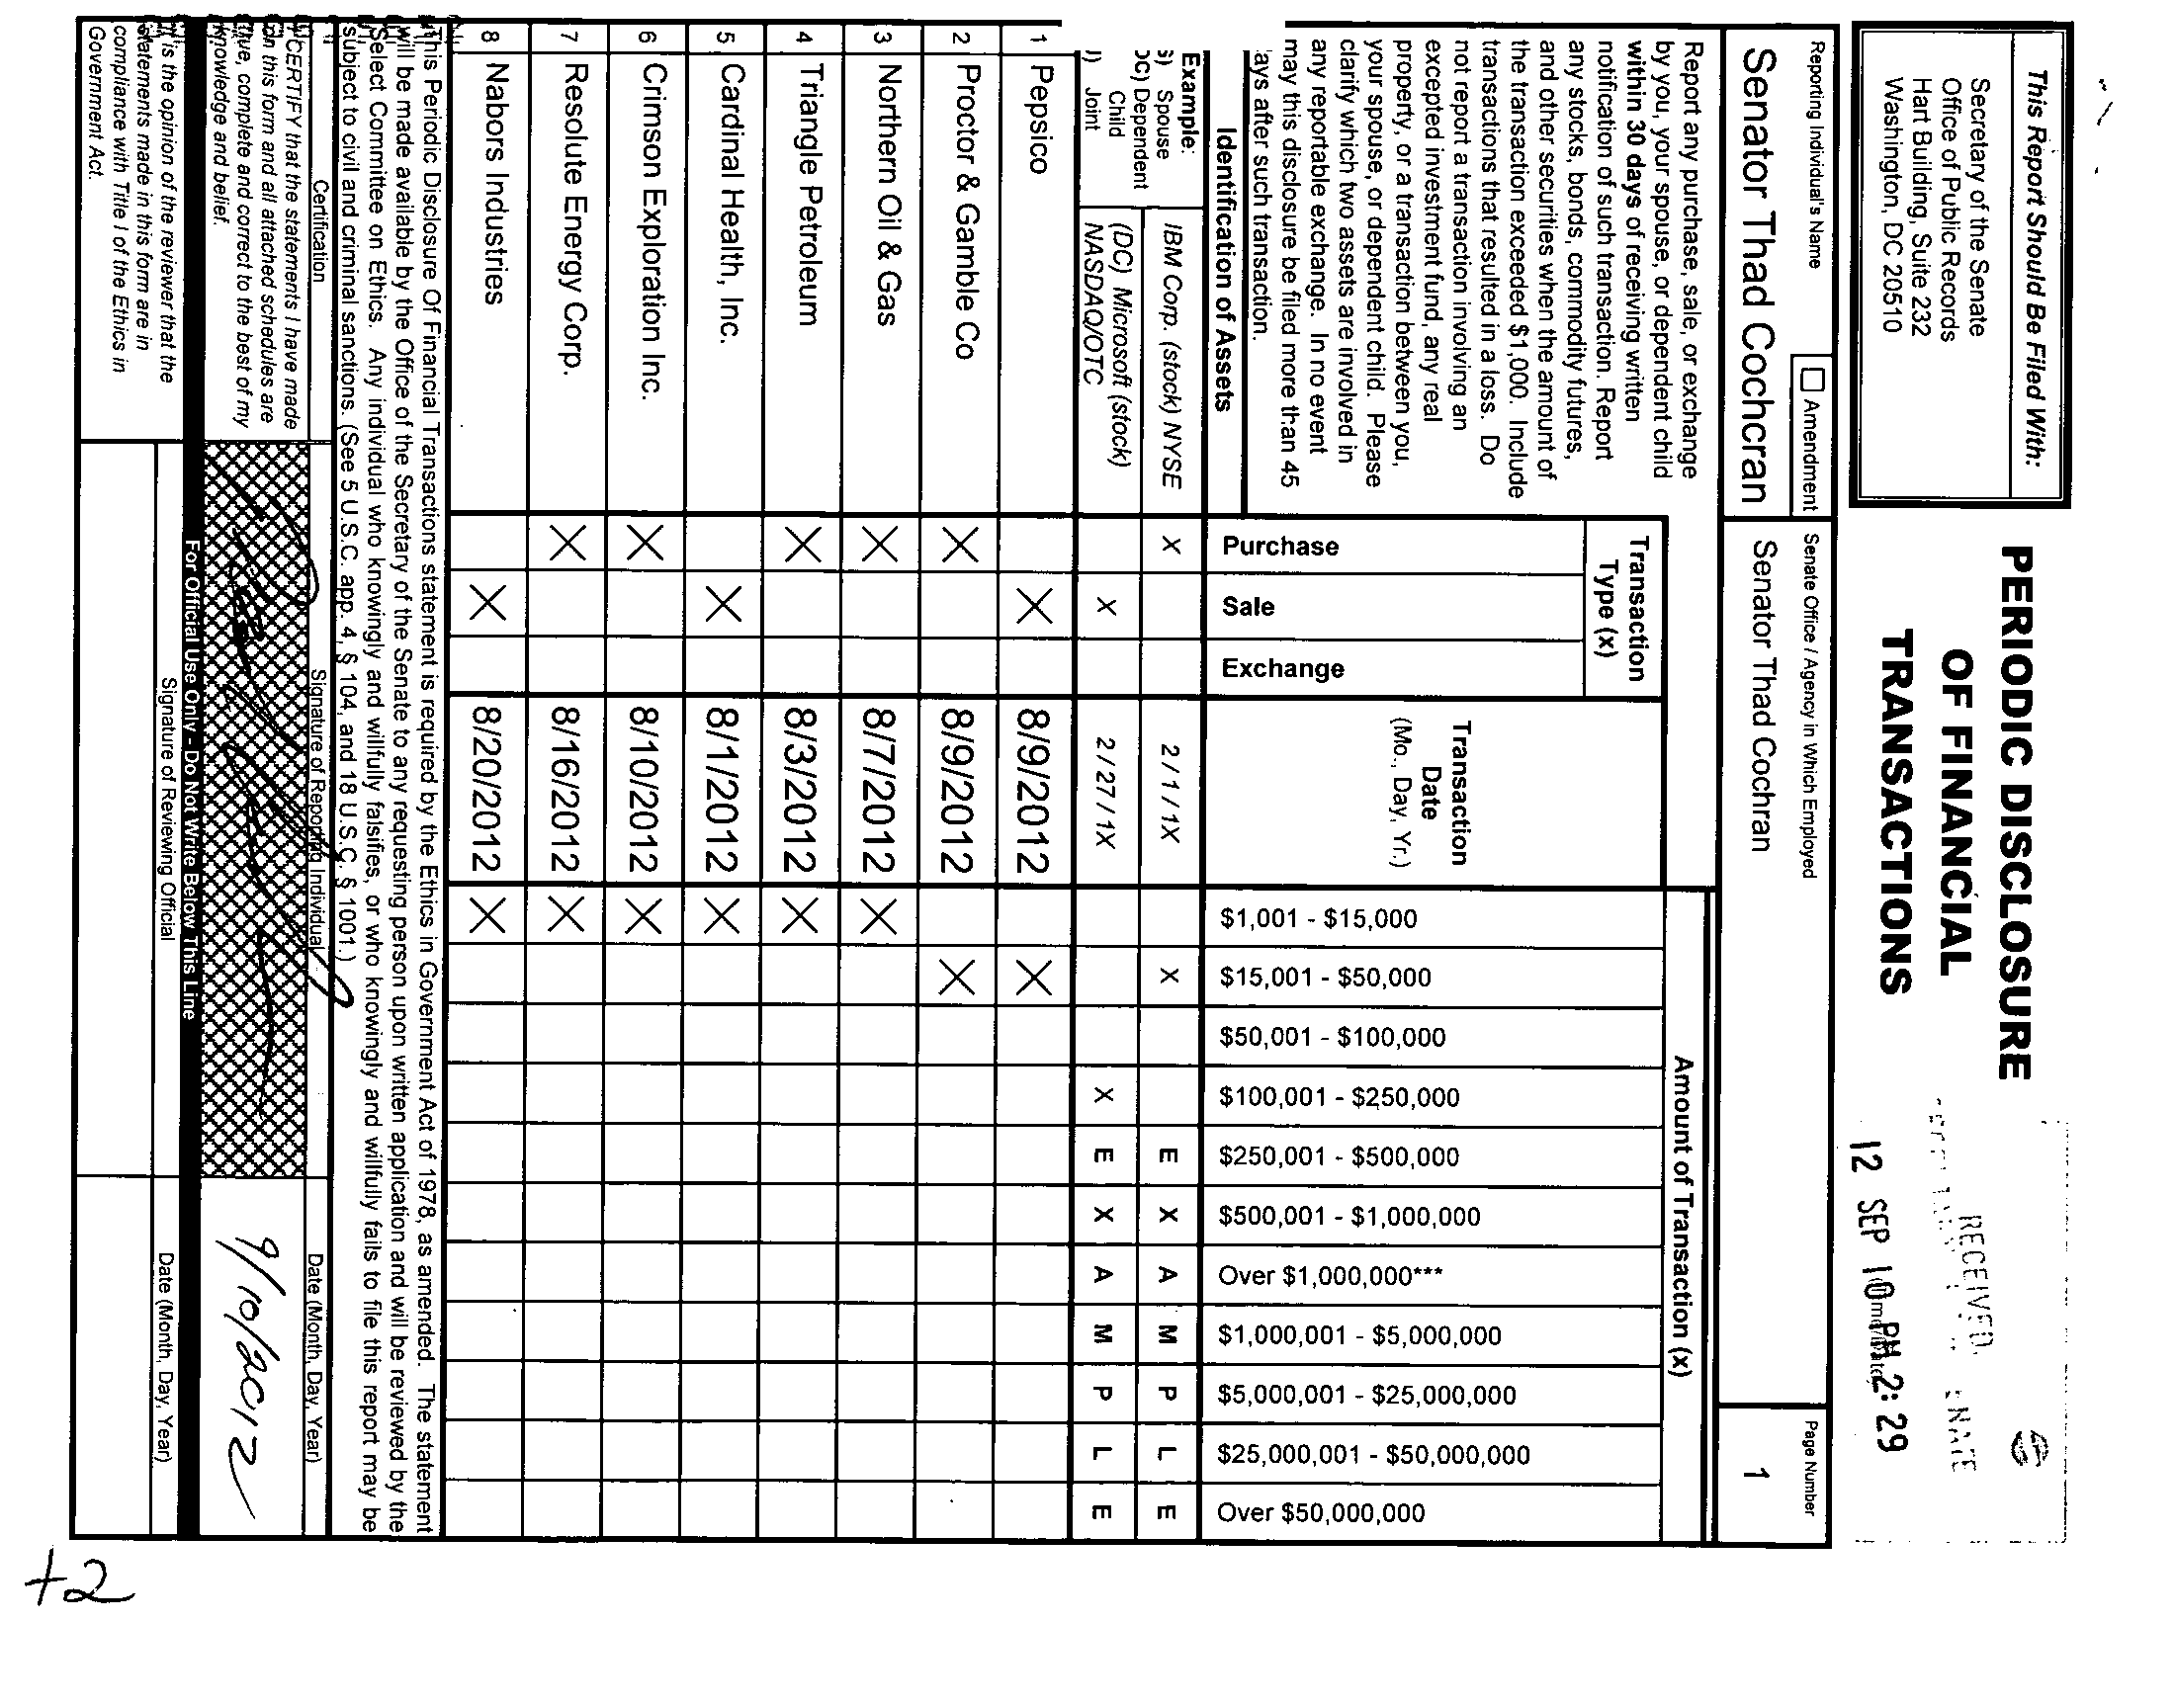 This Report Should Be Filed With:
Secretary of the Senate
Office of Public Records
Hart Building, Suite 232
Washington, DC 20510
PERIODIC DISCLOSURE
OF FINANCIAL
TRANSACTIONS
RECEIVED
12 SEP 10 PM 2:29
Reporting Individual's Name
Amendment
Senate Office / Agency in Which Employed
Page Number
Senator Thad Cochran
Senator Thad Cochran
1
Report any purchase, sale, or exchange
by you, your spouse, or dependent child
within 30 days of receiving written
notification of such transaction. Report
any stocks, bonds, commodity futures,
and other securities when the amount of
the transaction exceeded $1,000. Include
transactions that resulted in a loss. Do
not report a transaction involving an
excepted investment fund, any real
property, or a transaction between you,
your spouse, or dependent child. Please
clarify which two assets are involved in
any reportable exchange. In no event
may this disclosure be filed more than 45
ays after such transaction.
Identification of Assets
Transaction
Type (x)
Purchase
Sale
Exchange
Transaction
Date
(Mo., Day, Yr.)
Amount of Transaction (x)
$1,001 - $15,000
$15,001 - $50,000
$50,001 - $100,000
$100,001 - $250,000
$250,001 - $500,000
$500,001 - $1,000,000
Over $1,000,000***
$1,000,001 - $5,000,000
$5,000,001 - $25,000,000
$25,000,001 - $50,000,000
Over $50,000,000
Example:
S) Spouse
DC) Dependent
Child
J) Joint
IBM Corp. (stock) NYSE X 2 / 1 / 1X X E X A M P L E
(DC) Microsoft (stock)
NASDAQ/OTC X 2 / 27 / 1X X E X A M P L E
1 Pepsico X 8/9/2012 X
2 Proctor & Gamble Co X 8/9/2012 X
3 Northern Oil & Gas X 8/7/2012 X
4 Triangle Petroleum X 8/3/2012 X
5 Cardinal Health, Inc. X 8/1/2012 X
6 Crimson Exploration Inc. X 8/10/2012 X
7 Resolute Energy Corp. X 8/16/2012 X
8 Nabors Industries X 8/20/2012 X
This Periodic Disclosure Of Financial Transactions statement is required by the Ethics in Government Act of 1978, as amended. The statement
will be made available by the Office of the Secretary of the Senate to any requesting person upon written application and will be reviewed by the
Select Committee on Ethics. Any individual who knowingly and willfully falsifies, or who knowingly and willfully fails to file this report may be
subject to civil and criminal sanctions. (See 5 U.S.C. app. 4, § 104, and 18 U.S.C. § 1001.)
Certification
Signature of Reporting Individual
Date (Month, Day, Year)
I CERTIFY that the statements I have made
on this form and all attached schedules are
true, complete and correct to the best of my
knowledge and belief.
9/10/2012
For Official Use Only - Do Not Write Below This Line
It is the opinion of the reviewer that the
statements made in this form are in
compliance with Title I of the Ethics in
Government Act.
Signature of Reviewing Official
Date (Month, Day, Year)
+2